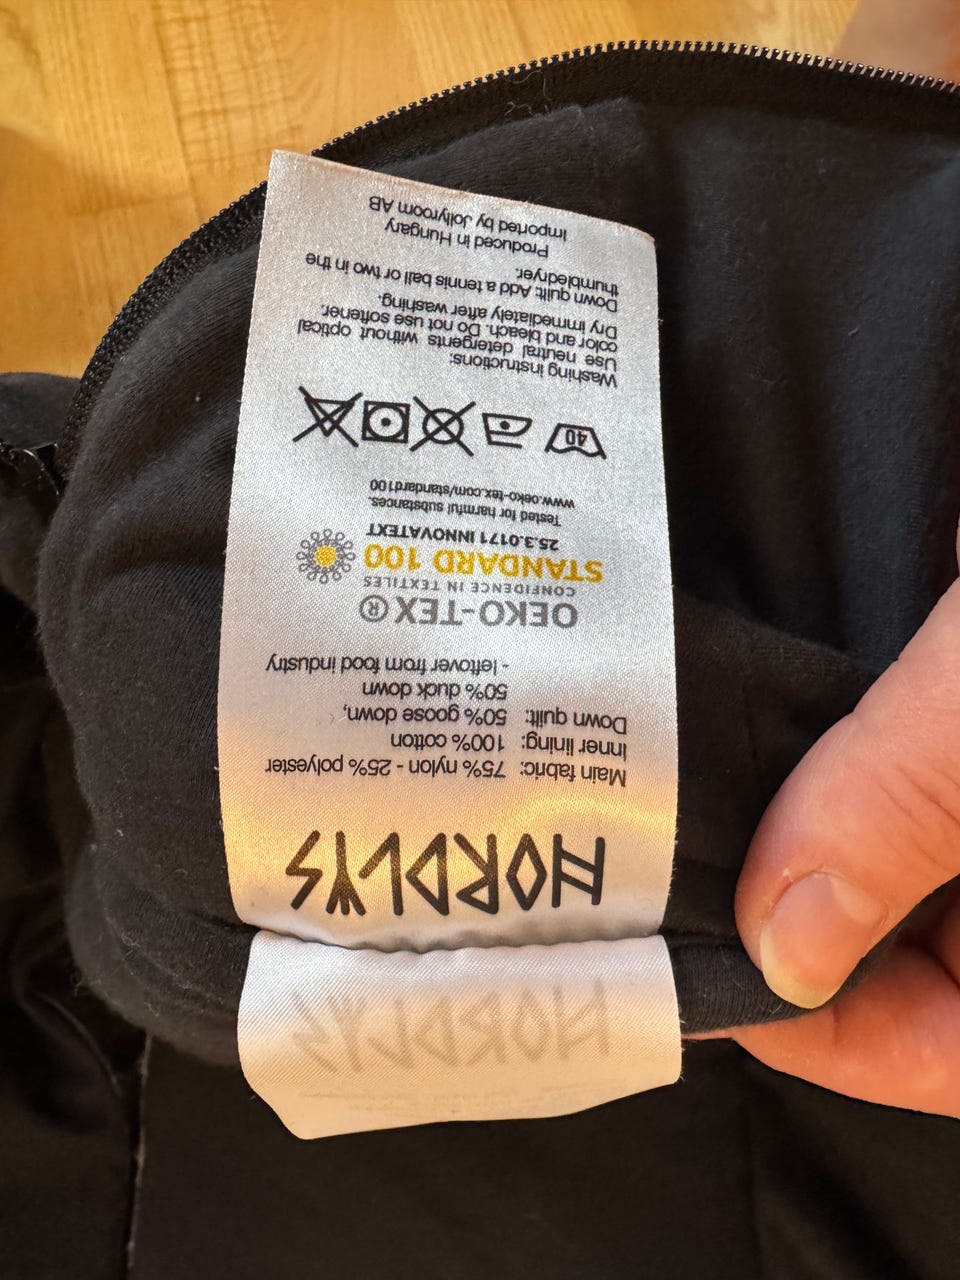 NORDLYS
Main fabric: 75% nylon - 25% polyester
Inner lining: 100% cotton
Down quilt: 50% goose down,
50% duck down
- leftover from food industry
OEKO-TEX®
CONFIDENCE IN TEXTILES
STANDARD 100
25.3.0171 INNOVATEXT
Tested for harmful substances.
www.oeko-tex.com/standard100
40
Washing instructions:
Use neutral detergents without optical
color and bleach. Do not use softener.
Dry immediately after washing.
Down quilt: Add a tennis ball or two in the
thumbledryer.
Produced in Hungary
Imported by Jollyroom AB